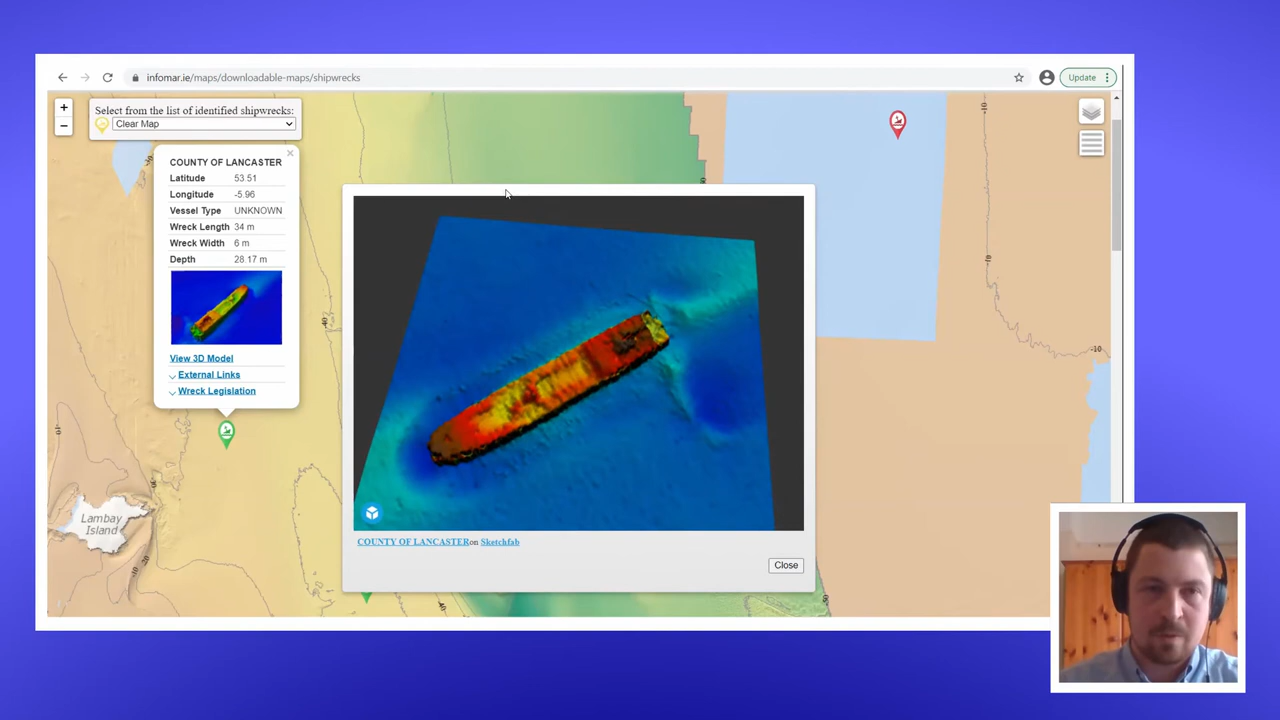 infomar.ie/maps/downloadable-maps/shipwrecks
Update
+
−
Select from the list of identified shipwrecks:
Clear Map
COUNTY OF LANCASTER
Latitude 53.51
Longitude -5.96
Vessel Type UNKNOWN
Wreck Length 34 m
Wreck Width 6 m
Depth 28.17 m
View 3D Model
External Links
Wreck Legislation
COUNTY OF LANCASTER on Sketchfab
Close
Lambay
Island
-10